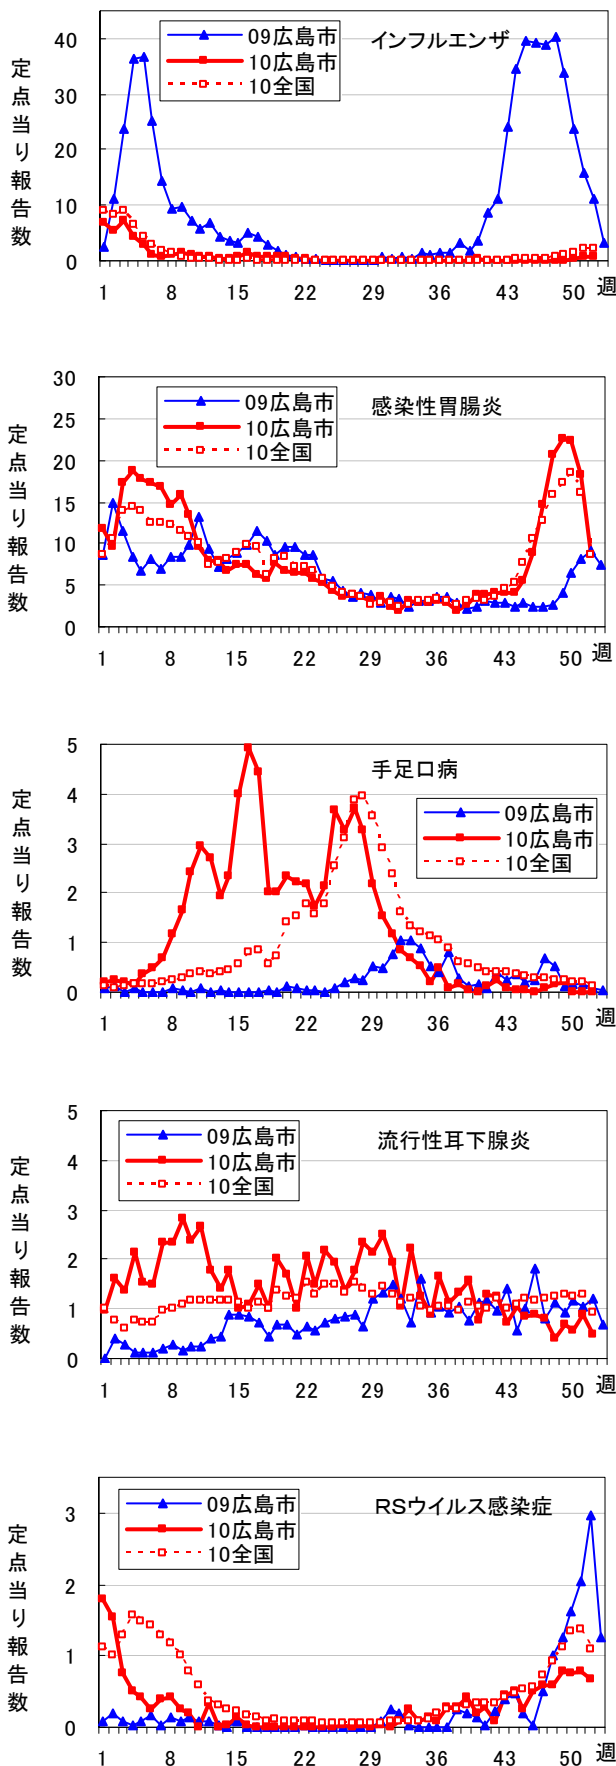 定点当り報告数
インフルエンザ
09広島市
10広島市
10全国
40
30
20
10
0
1 8 15 22 29 36 43 50 週
定点当り報告数
感染性胃腸炎
09広島市
10広島市
10全国
30
25
20
15
10
5
0
1 8 15 22 29 36 43 50 週
定点当り報告数
手足口病
09広島市
10広島市
10全国
5
4
3
2
1
0
1 8 15 22 29 36 43 50 週
定点当り報告数
流行性耳下腺炎
09広島市
10広島市
10全国
5
4
3
2
1
0
1 8 15 22 29 36 43 50 週
定点当り報告数
RSウイルス感染症
09広島市
10広島市
10全国
3
2
1
0
1 8 15 22 29 36 43 50 週